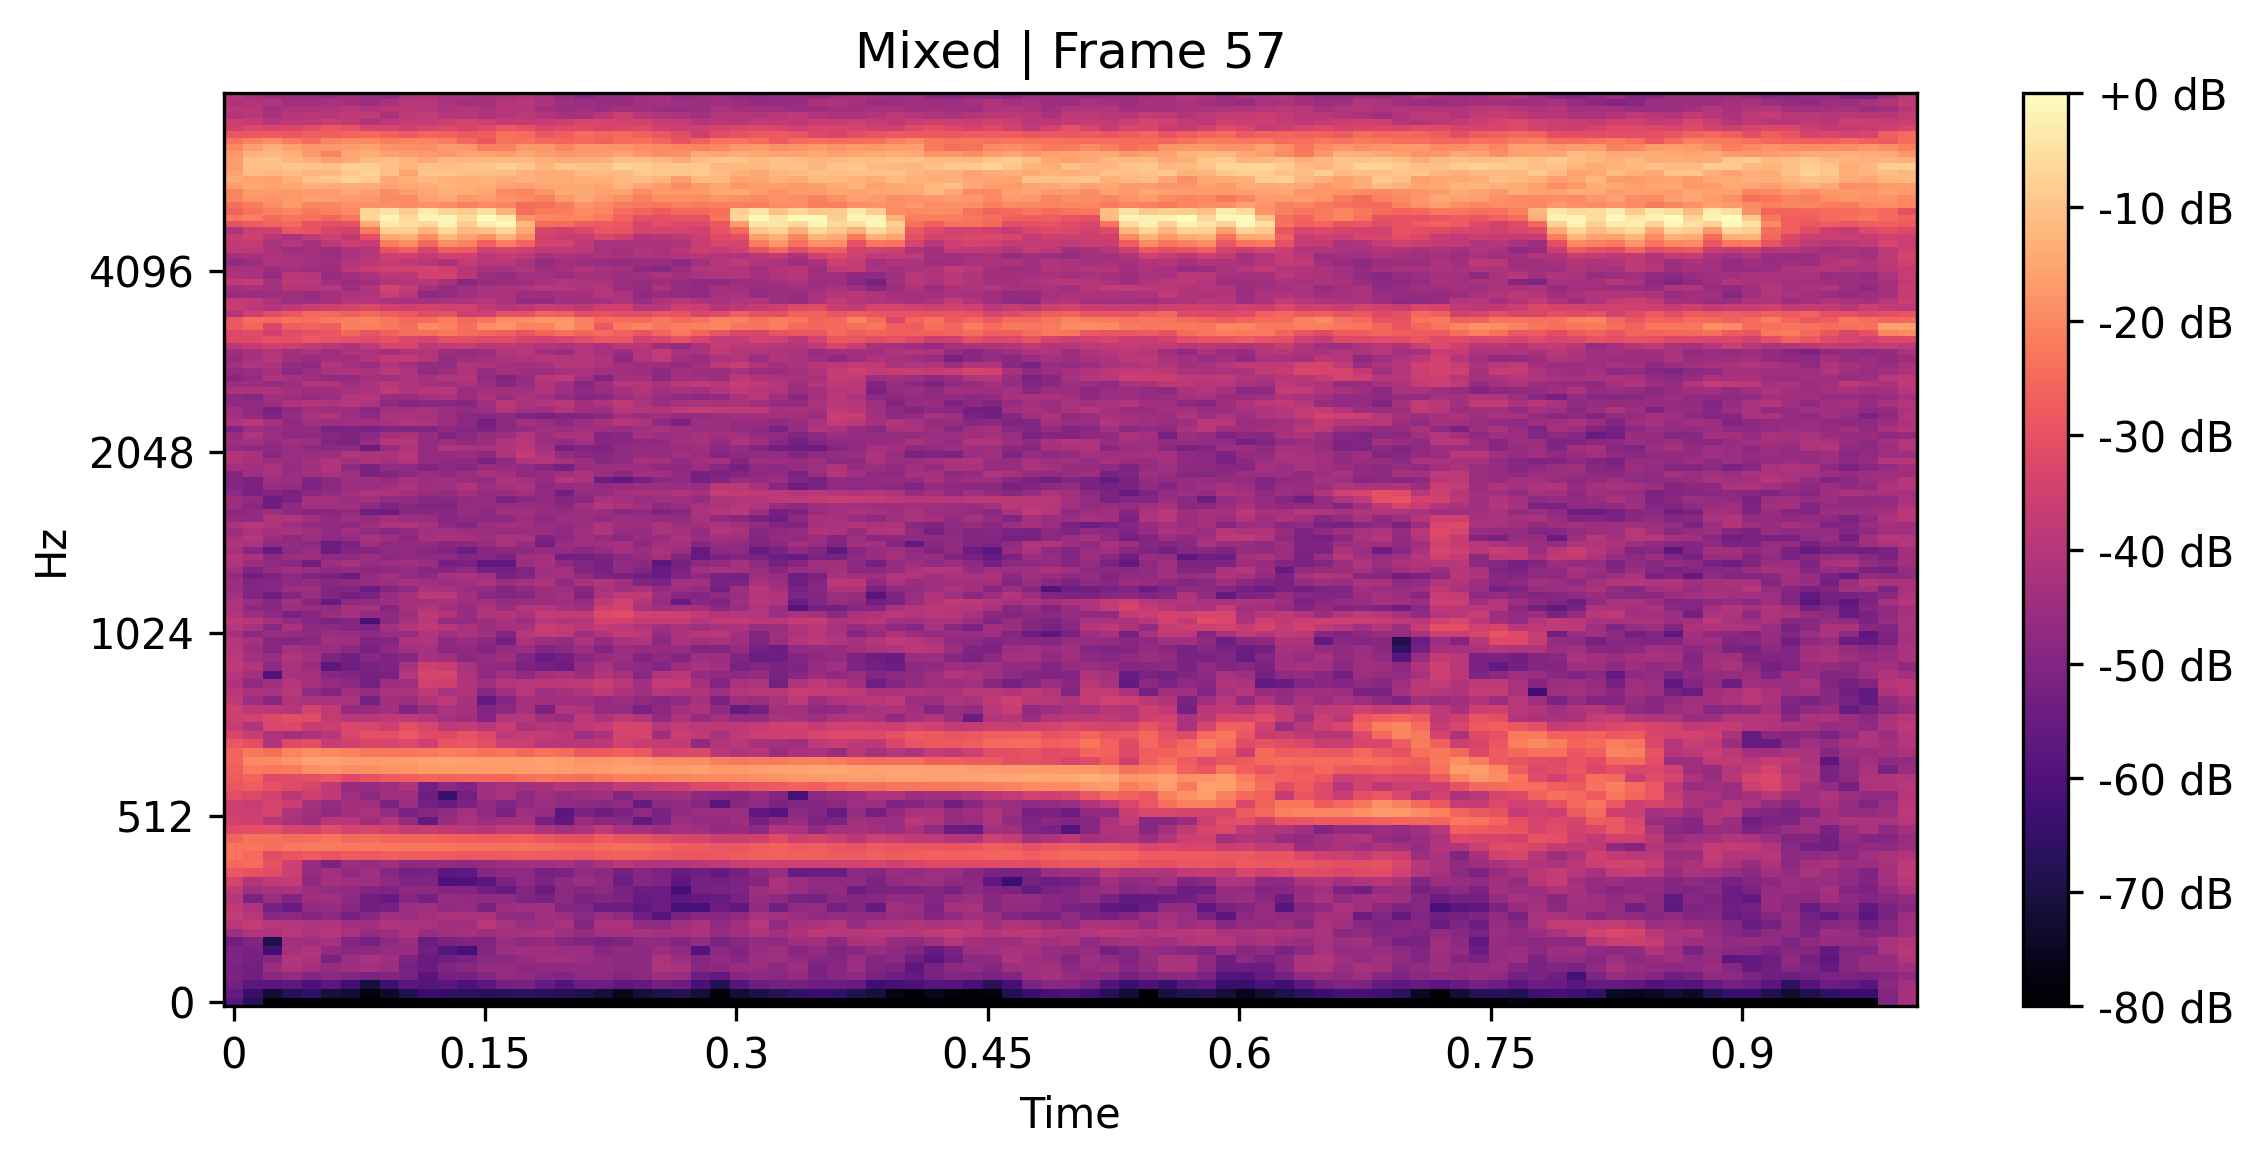 Mixed | Frame 57
+0 dB
-10 dB
-20 dB
-30 dB
-40 dB
-50 dB
-60 dB
-70 dB
-80 dB
Hz
4096
2048
1024
512
0
0 0.15 0.3 0.45 0.6 0.75 0.9
Time